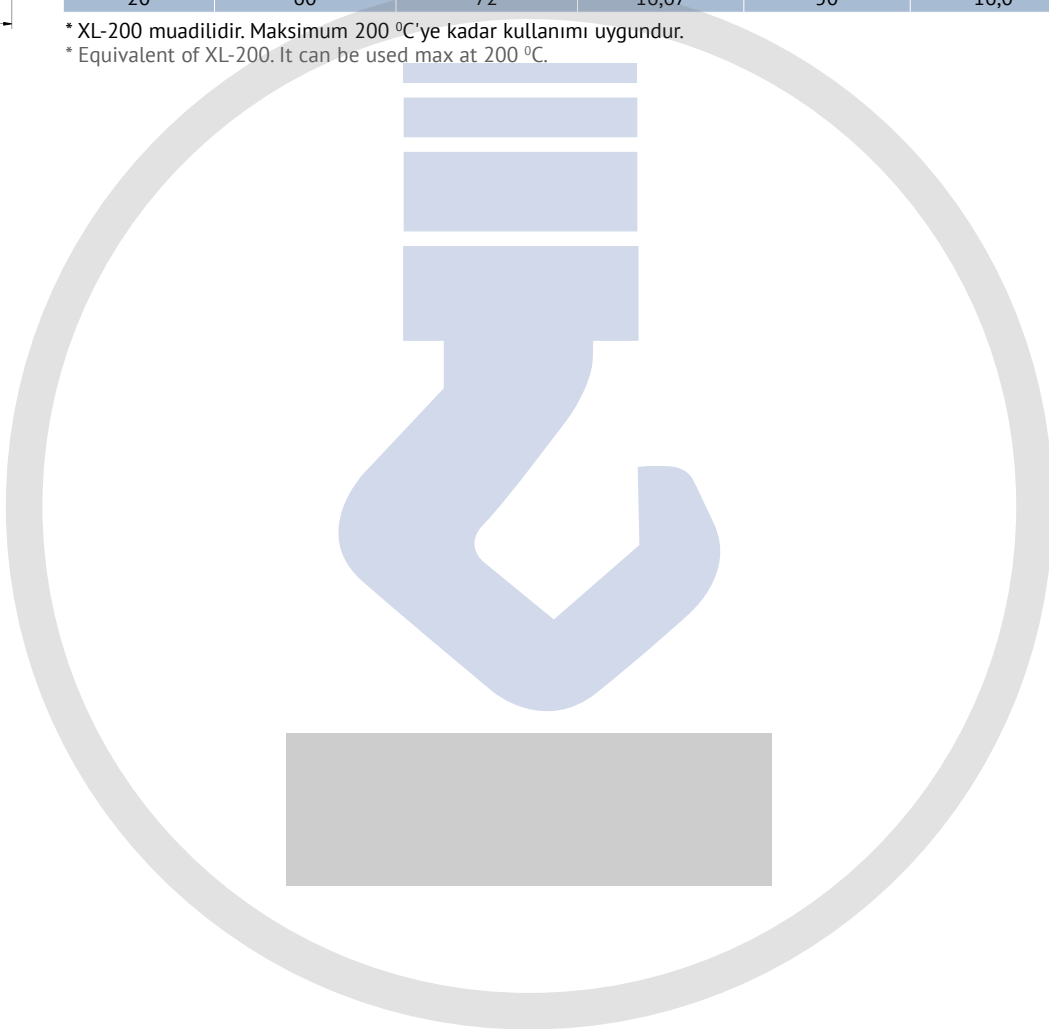 * XL-200 muadilidir. Maksimum 200 ⁰C'ye kadar kullanımı uygundur.
* Equivalent of XL-200. It can be used max at 200 ⁰C.